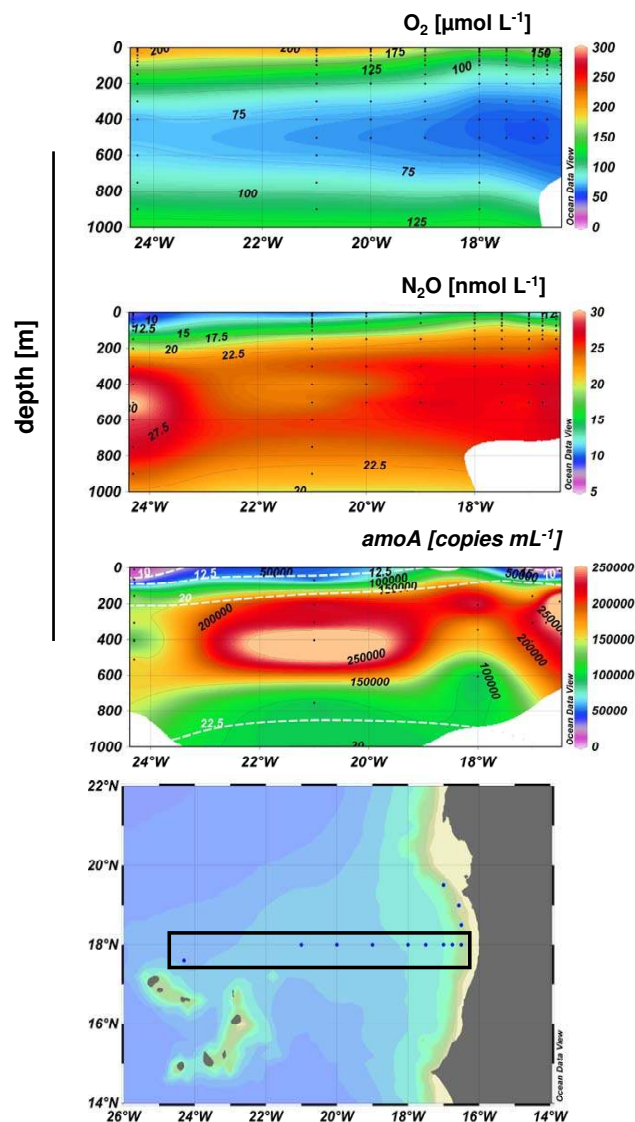 O₂ [µmol L⁻¹]
0
200
400
600
800
1000
200
200
175
150
125
100
75
75
100
125
300
250
200
150
100
50
0
Ocean Data View
24°W
22°W
20°W
18°W
depth [m]
N₂O [nmol L⁻¹]
0
200
400
600
800
1000
10
12.5
15
17.5
20
22.5
27.5
22.5
30
25
20
15
10
5
Ocean Data View
24°W
22°W
20°W
18°W
amoA [copies mL⁻¹]
0
200
400
600
800
1000
10
12.5
50000
12.5
100000
150000
50000
10
20
200000
250000
250000
200000
150000
100000
22.5
250000
200000
150000
100000
50000
0
Ocean Data View
24°W
22°W
20°W
18°W
22°N
20°N
18°N
16°N
14°N
Ocean Data View
26°W
24°W
22°W
20°W
18°W
16°W
14°W